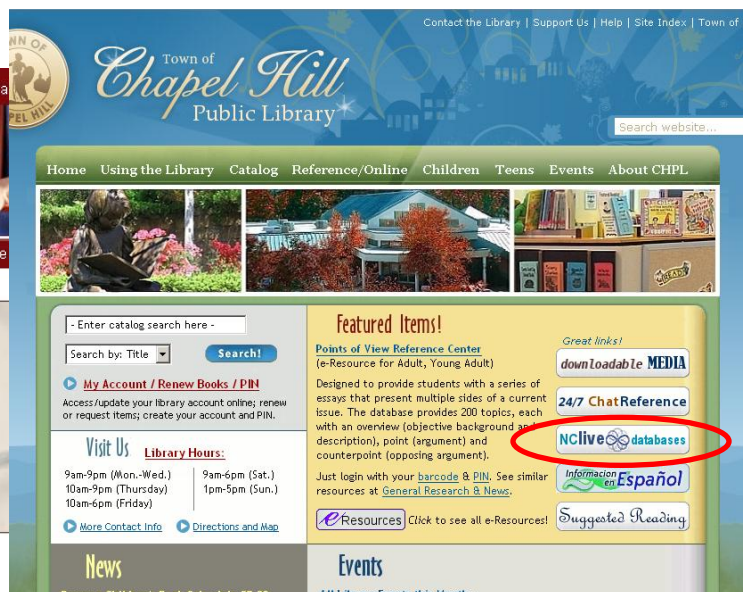 Contact the Library | Support Us | Help | Site Index | Town of
Town of
Chapel Hill
Public Library
Search website...
Home Using the Library Catalog Reference/Online Children Teens Events About CHPL
- Enter catalog search here -
Search by: Title Search!
My Account / Renew Books / PIN
Access/update your library account online; renew
or request items; create your account and PIN.
Visit Us Library Hours:
9am-9pm (Mon.-Wed.)
10am-9pm (Thursday)
10am-6pm (Friday)
9am-6pm (Sat.)
1pm-5pm (Sun.)
More Contact Info Directions and Map
Featured Items!
Points of View Reference Center
(e-Resource for Adult, Young Adult)
Designed to provide students with a series of
essays that present multiple sides of a current
issue. The database provides 200 topics, each
with an overview (objective background and
description), point (argument) and
counterpoint (opposing argument).
Just login with your barcode & PIN. See similar
resources at General Research & News.
eResources Click to see all e-Resources!
Great links!
downloadable MEDIA
24/7 ChatReference
NClive databases
Informacion en Español
Suggested Reading
News
Events